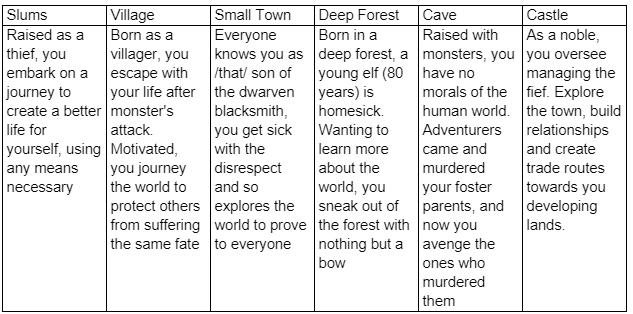 Slums
Village
Small Town
Deep Forest
Cave
Castle
Raised as a
thief, you
embark on a
journey to
create a better
life for
yourself, using
any means
necessary
Born as a
villager, you
escape with
your life after
monster's
attack.
Motivated,
you journey
the world to
protect others
from suffering
the same fate
Everyone
knows you as
/that/ son of
the dwarven
blacksmith,
you get sick
with the
disrespect
and so
explores the
world to prove
to everyone
Born in a
deep forest, a
young elf (80
years) is
homesick.
Wanting to
learn more
about the
world, you
sneak out of
the forest with
nothing but a
bow
Raised with
monsters, you
have no
morals of the
human world.
Adventurers
came and
murdered
your foster
parents, and
now you
avenge the
ones who
murdered
them
As a noble,
you oversee
managing the
fief. Explore
the town, build
relationships
and create
trade routes
towards you
developing
lands.